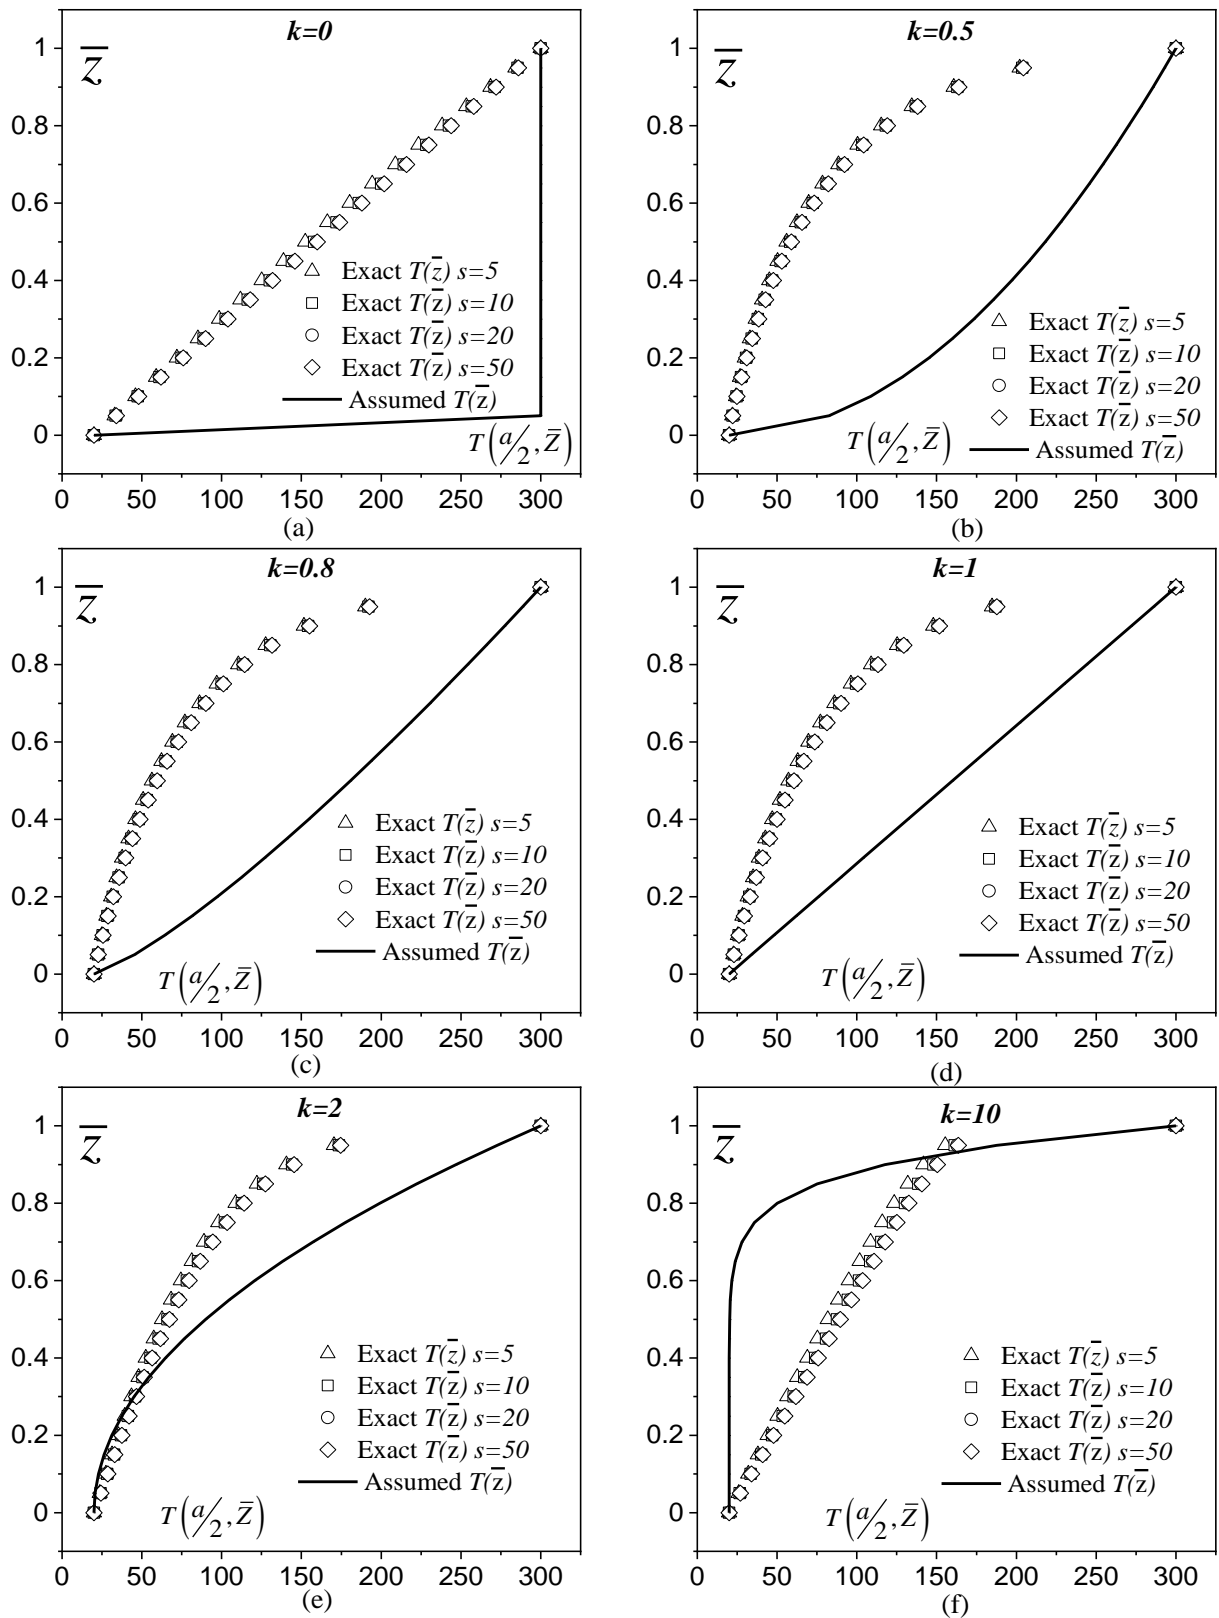 k=0
z̅
1
0.8
0.6
0.4
0.2
0
Exact T(z̅) s=5
Exact T(z̅) s=10
Exact T(z̅) s=20
Exact T(z̅) s=50
Assumed T(z̅)
T(a/2, Z̅)
0 50 100 150 200 250 300
(a)
k=0.5
z̅
1
0.8
0.6
0.4
0.2
0
Exact T(z̅) s=5
Exact T(z̅) s=10
Exact T(z̅) s=20
Exact T(z̅) s=50
T(a/2, Z̅)
Assumed T(z̅)
0 50 100 150 200 250 300
(b)
k=0.8
z̅
1
0.8
0.6
0.4
0.2
0
Exact T(z̅) s=5
Exact T(z̅) s=10
Exact T(z̅) s=20
Exact T(z̅) s=50
Assumed T(z̅)
T(a/2, Z̅)
0 50 100 150 200 250 300
(c)
k=1
z̅
1
0.8
0.6
0.4
0.2
0
Exact T(z̅) s=5
Exact T(z̅) s=10
Exact T(z̅) s=20
Exact T(z̅) s=50
Assumed T(z̅)
T(a/2, Z̅)
0 50 100 150 200 250 300
(d)
k=2
z̅
1
0.8
0.6
0.4
0.2
0
Exact T(z̅) s=5
Exact T(z̅) s=10
Exact T(z̅) s=20
Exact T(z̅) s=50
Assumed T(z̅)
T(a/2, Z̅)
0 50 100 150 200 250 300
(e)
k=10
z̅
1
0.8
0.6
0.4
0.2
0
Exact T(z̅) s=5
Exact T(z̅) s=10
Exact T(z̅) s=20
Exact T(z̅) s=50
Assumed T(z̅)
T(a/2, Z̅)
0 50 100 150 200 250 300
(f)